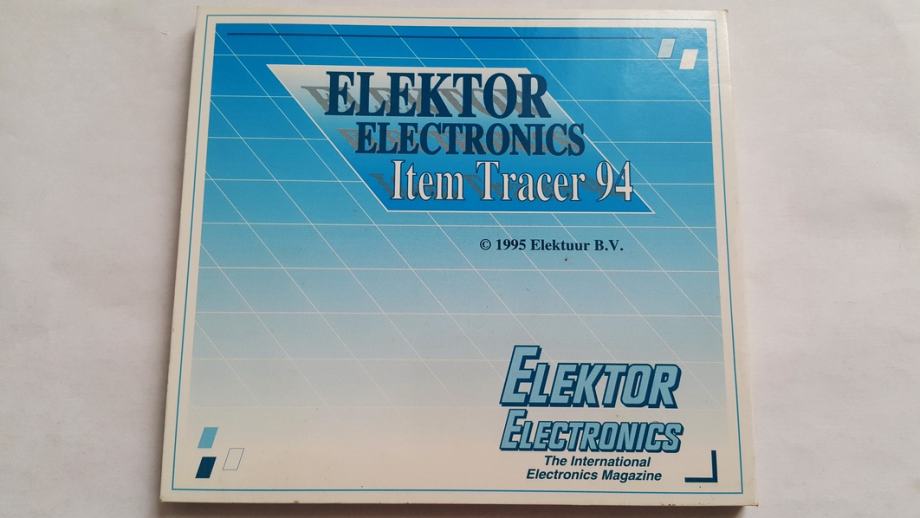 ELEKTOR
ELECTRONICS
Item Tracer 94
© 1995 Elektuur B.V.
ELEKTOR
ELECTRONICS
The International
Electronics Magazine